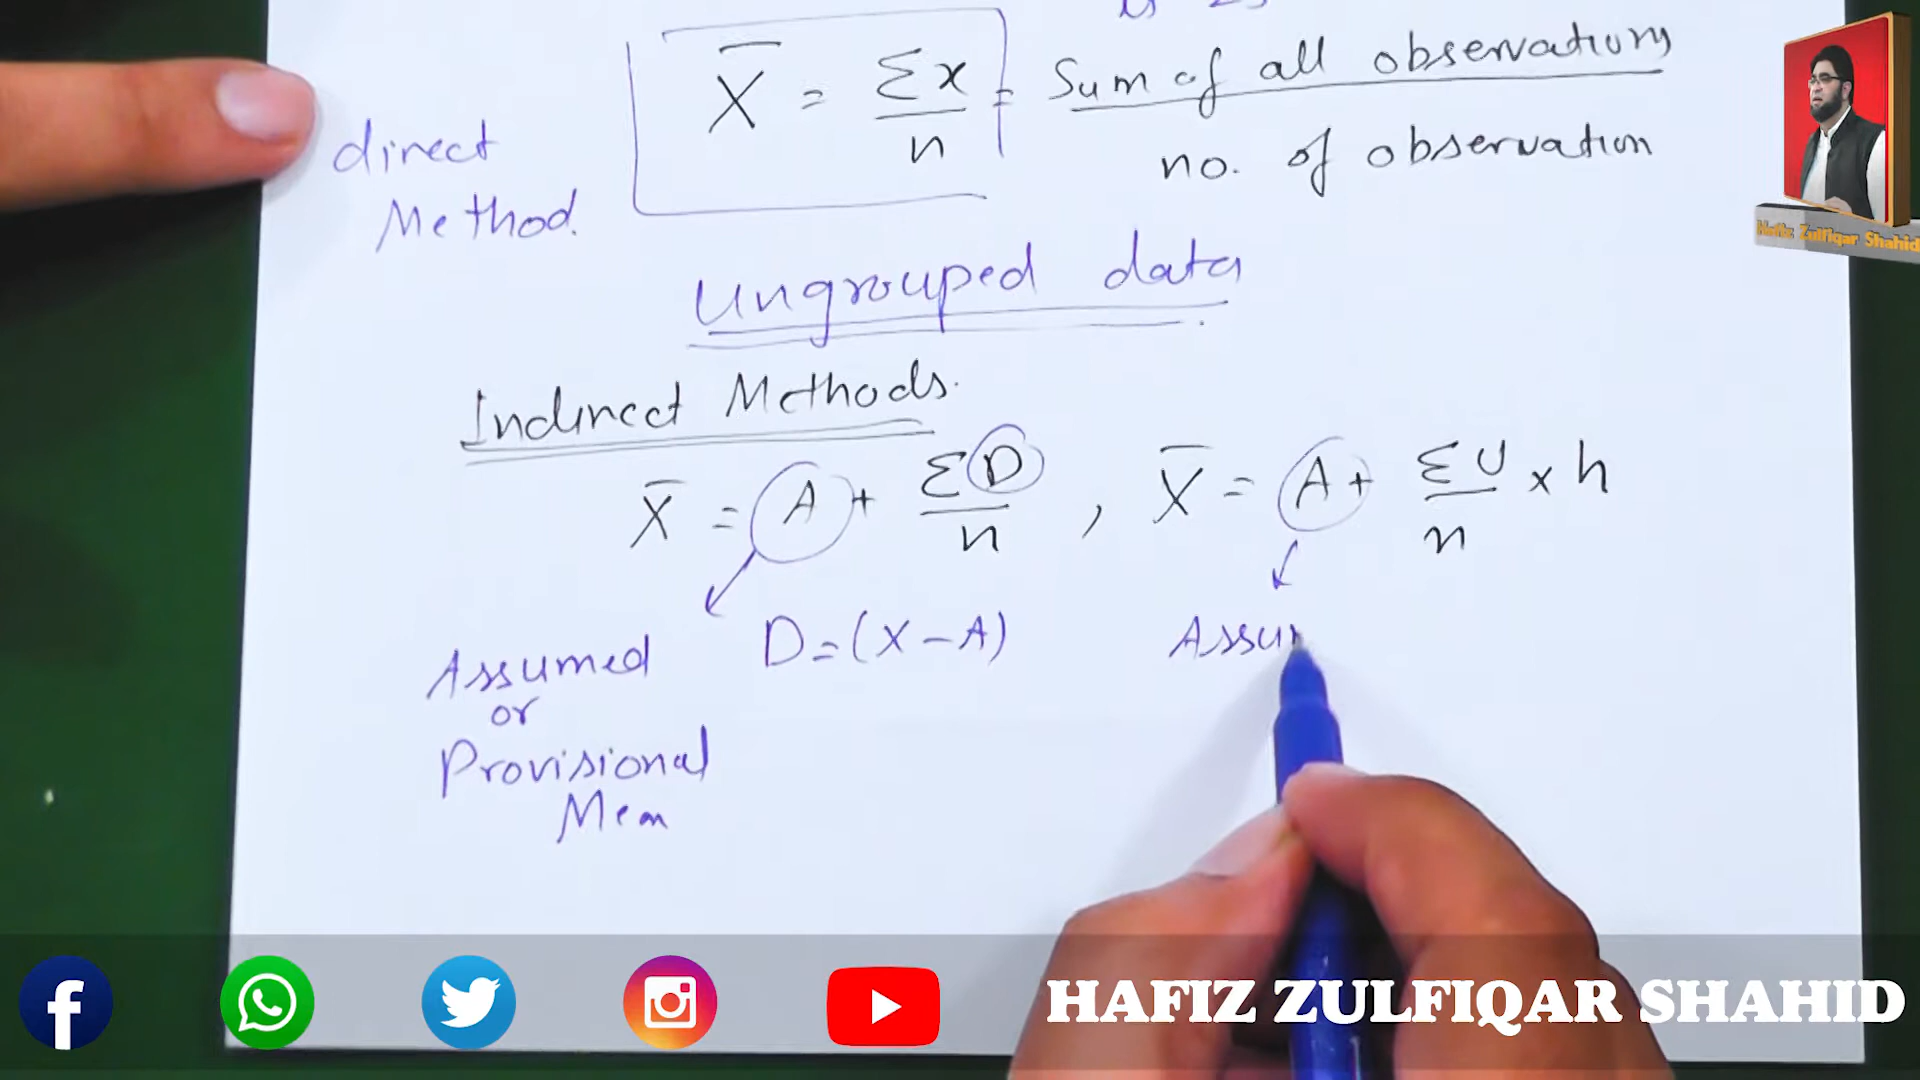 X̄ = Σx/n = Sum of all observations / no. of observation
direct
Method.
Ungrouped data
Indirect Methods.
X̄ = A + ΣD/n , X̄ = A + ΣU/n x h
Assumed
or
Provisional
Mean
D = (X – A)
Assum
Hafiz Zulfiqar Shahid
HAFIZ ZULFIQAR SHAHID